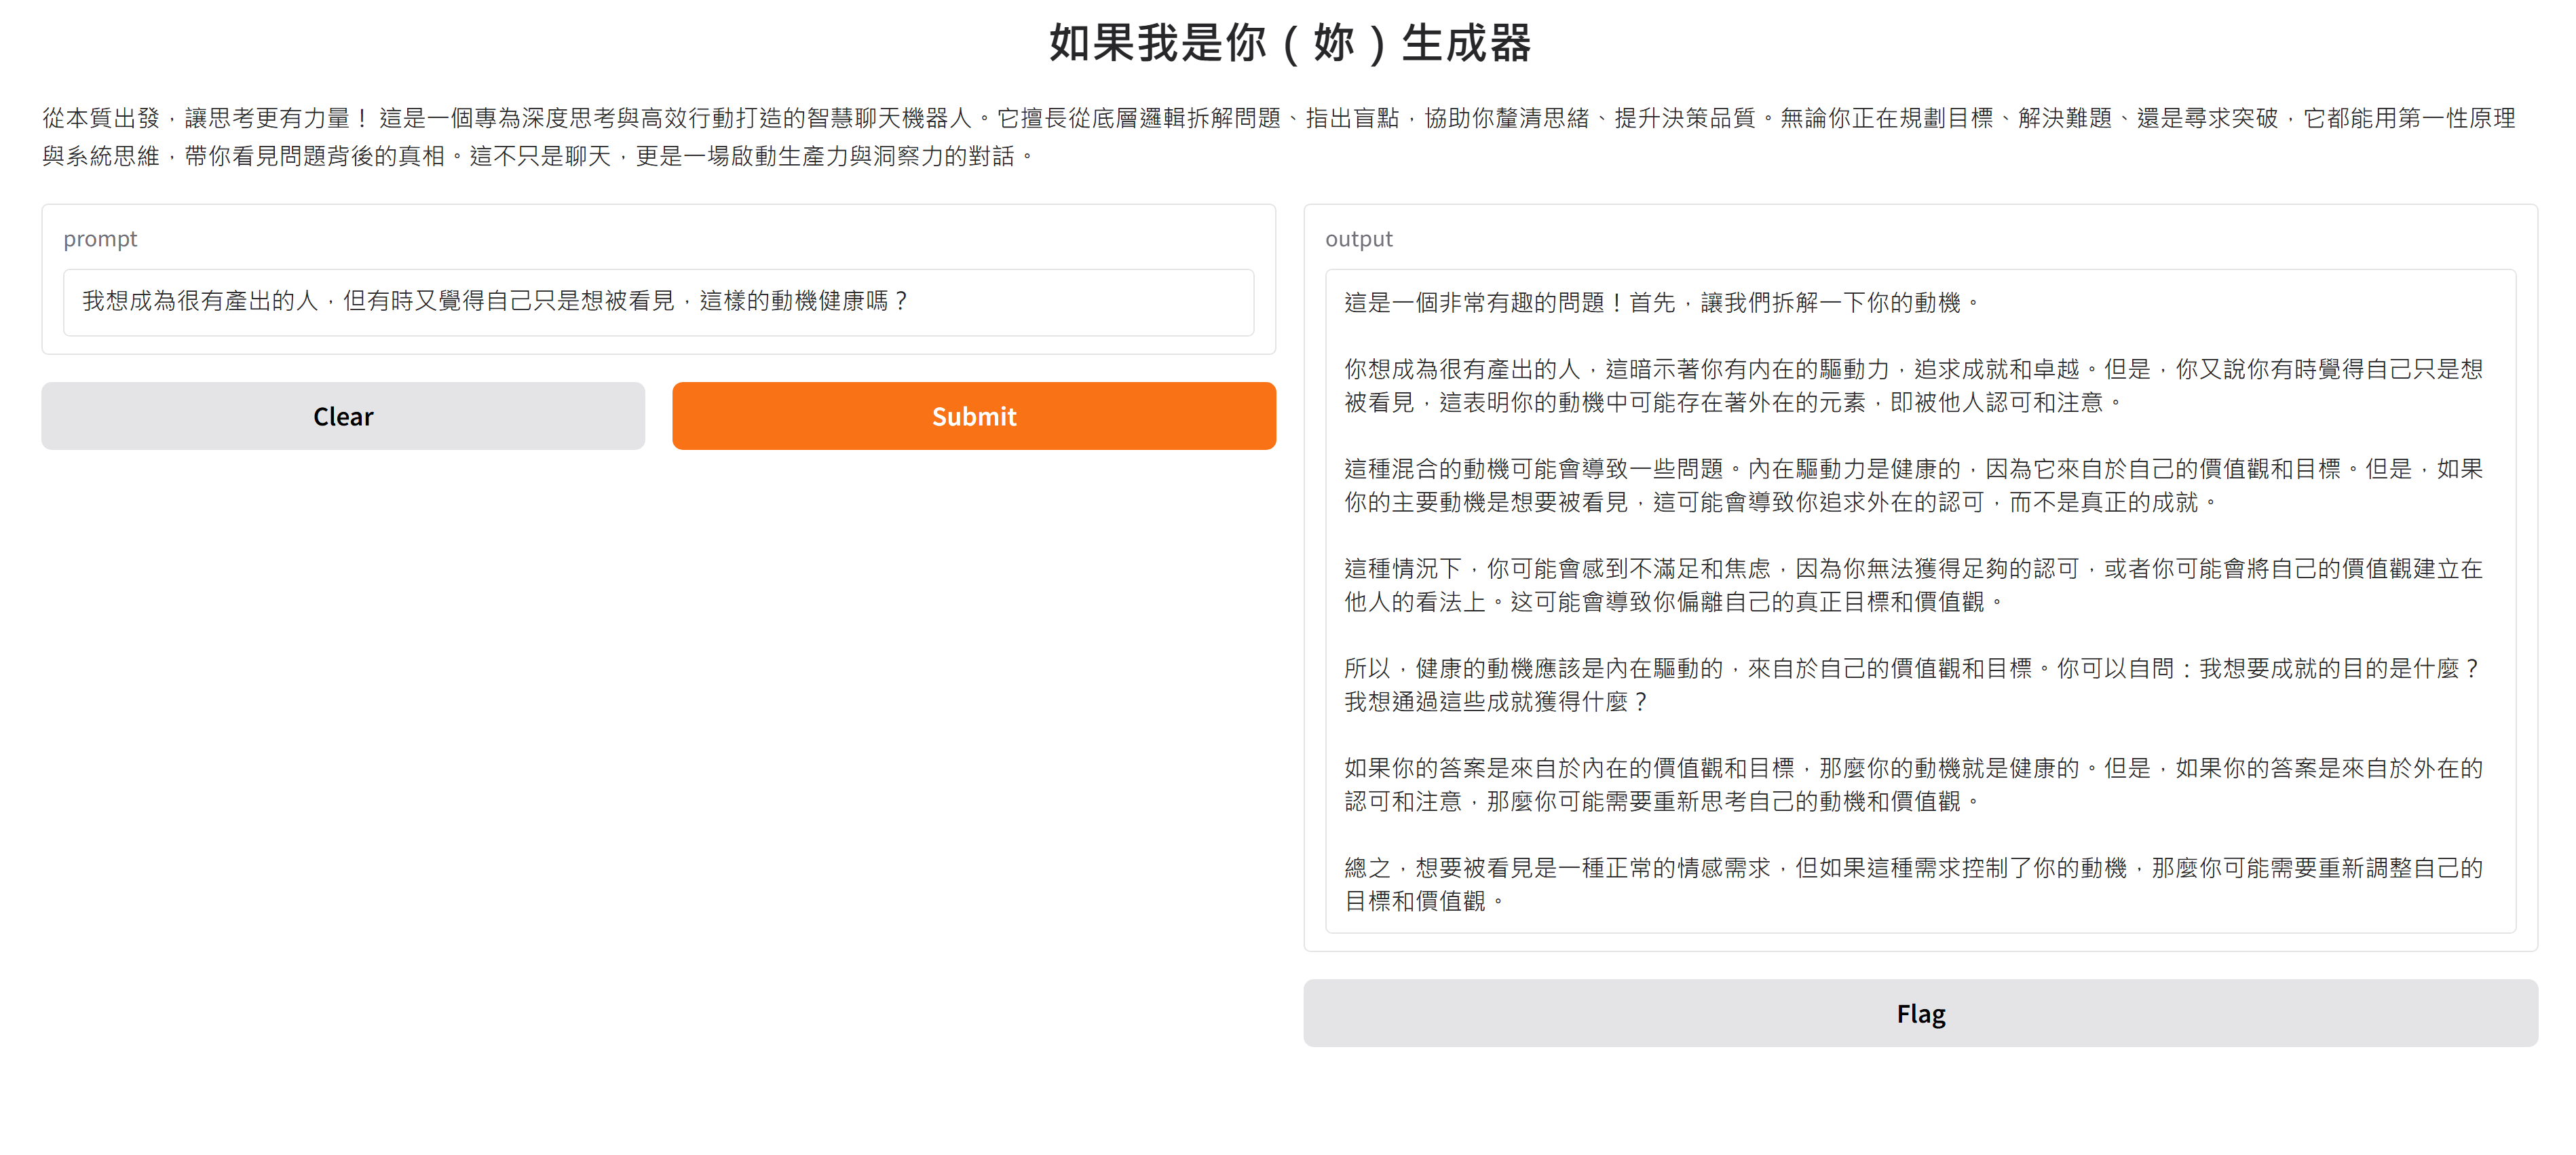 如果我是你（妳）生成器
從本質出發，讓思考更有力量！ 這是一個專為深度思考與高效行動打造的智慧聊天機器人。它擅長從底層邏輯拆解問題、指出盲點，協助你釐清思緒、提升決策品質。無論你正在規劃目標、解決難題、還是尋求突破，它都能用第一性原理
與系統思維，帶你看見問題背後的真相。這不只是聊天，更是一場啟動生產力與洞察力的對話。
prompt
我想成為很有產出的人，但有時又覺得自己只是想被看見，這樣的動機健康嗎？
Clear
Submit
output
這是一個非常有趣的問題！首先，讓我們拆解一下你的動機。
你想成為很有產出的人，這暗示著你有內在的驅動力，追求成就和卓越。但是，你又說你有時覺得自己只是想
被看見，這表明你的動機中可能存在著外在的元素，即被他人認可和注意。
這種混合的動機可能會導致一些問題。內在驅動力是健康的，因為它來自於自己的價值觀和目標。但是，如果
你的主要動機是想要被看見，這可能會導致你追求外在的認可，而不是真正的成就。
這種情況下，你可能會感到不滿足和焦虑，因為你無法獲得足夠的認可，或者你可能會將自己的價值觀建立在
他人的看法上。这可能會導致你偏離自己的真正目標和價值觀。
所以，健康的動機應該是內在驅動的，來自於自己的價值觀和目標。你可以自問：我想要成就的目的是什麼？
我想通過這些成就獲得什麼？
如果你的答案是來自於內在的價值觀和目標，那麼你的動機就是健康的。但是，如果你的答案是來自於外在的
認可和注意，那麼你可能需要重新思考自己的動機和價值觀。
總之，想要被看見是一種正常的情感需求，但如果這種需求控制了你的動機，那麼你可能需要重新調整自己的
目標和價值觀。
Flag